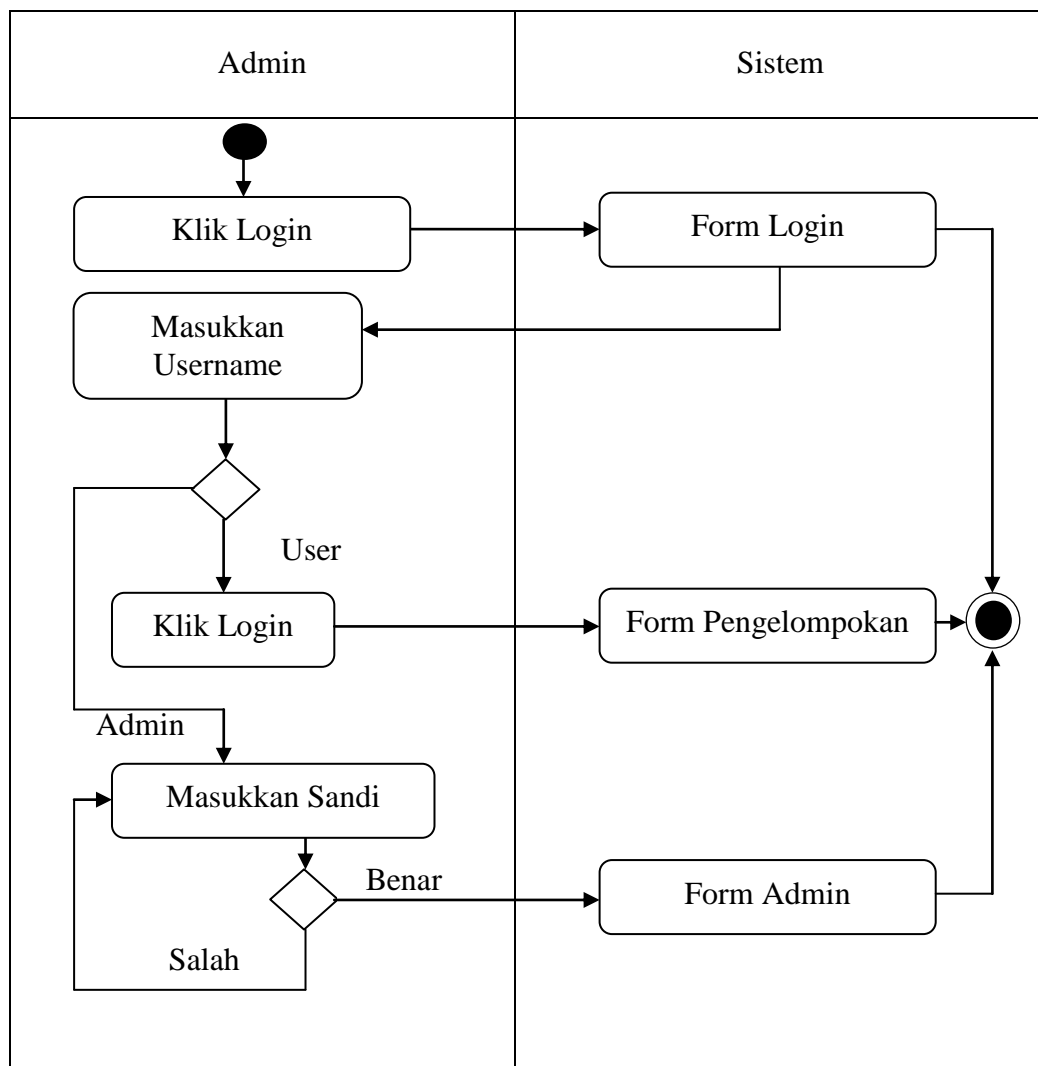 Admin
Sistem
Klik Login
Form Login
Masukkan
Username
User
Klik Login
Form Pengelompokan
Admin
Masukkan Sandi
Benar
Form Admin
Salah